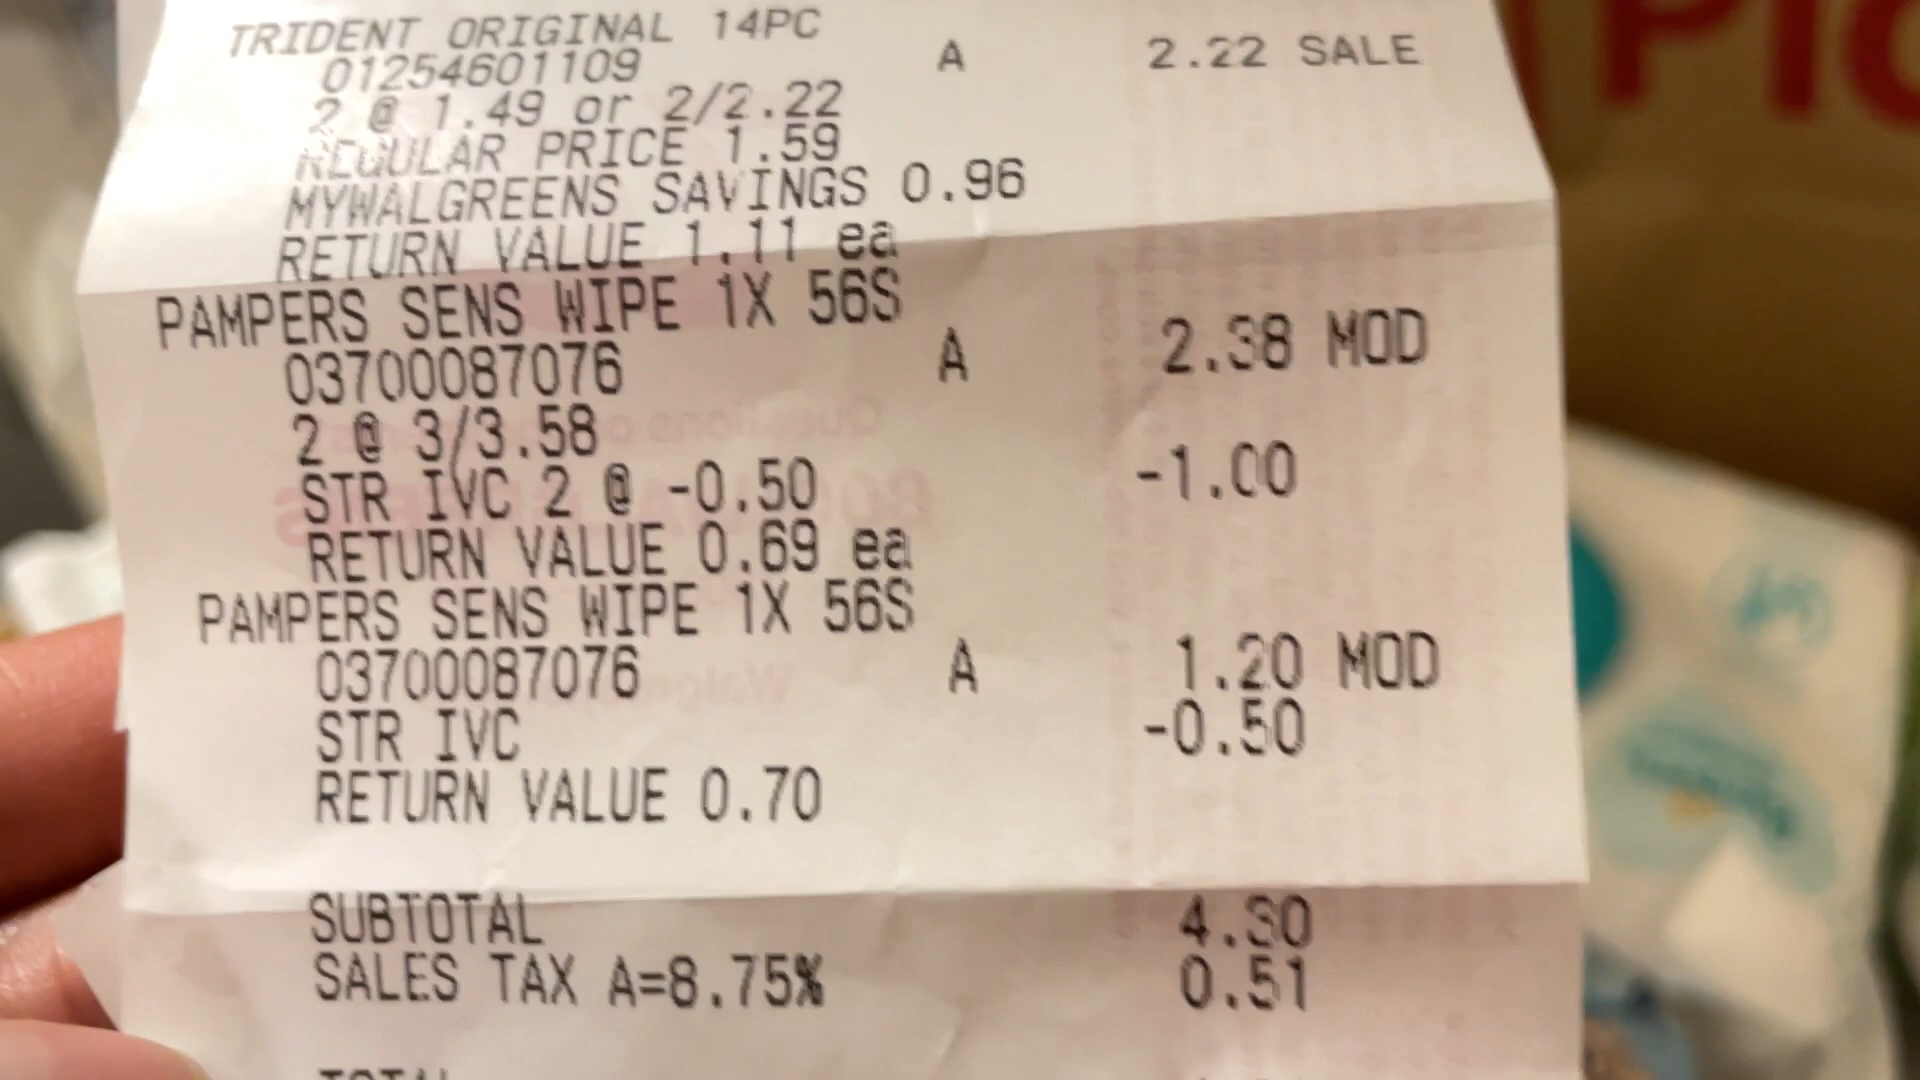 TRIDENT ORIGINAL 14PC
01254601109 A 2.22 SALE
2 @ 1.49 or 2/2.22
REGULAR PRICE 1.59
MYWALGREENS SAVINGS 0.96
RETURN VALUE 1.11 ea
PAMPERS SENS WIPE 1X 56S
03700087076 A 2.38 MOD
2 @ 3/3.58
STR IVC 2 @ -0.50 -1.00
RETURN VALUE 0.69 ea
PAMPERS SENS WIPE 1X 56S
03700087076 A 1.20 MOD
STR IVC -0.50
RETURN VALUE 0.70
SUBTOTAL 4.30
SALES TAX A=8.75% 0.51